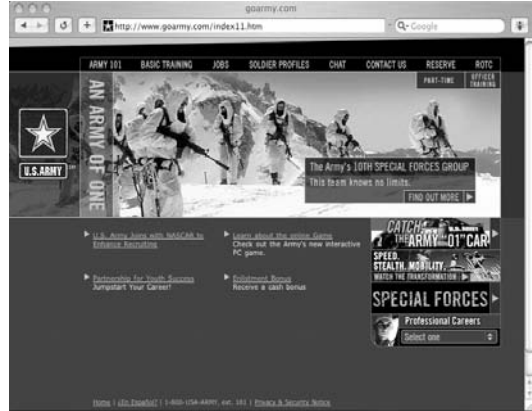 goarmy.com
http://www.goarmy.com/index11.htm
Google
ARMY 101 BASIC TRAINING JOBS SOLDIER PROFILES CHAT CONTACT US RESERVE ROTC
PART-TIME OFFICER TRAINING
AN ARMY OF ONE
U.S.ARMY
The Army's 10TH SPECIAL FORCES GROUP
This team knows no limits.
FIND OUT MORE
U.S. Army Joins with NASCAR to
Enhance Recruiting
Learn about the online Game
Check out the Army's new interactive
PC game.
Partnership for Youth Success
Jumpstart Your Career!
Enlistment Bonus
Receive a cash bonus
CATCH
THE ARMY 01 CAR
SPEED.
STEALTH. MOBILITY.
WATCH THE TRANSFORMATION
SPECIAL FORCES
Professional Careers
Select one
Home | ¿En Español? | 1-800-USA-ARMY, ext. 181 | Privacy & Security Notice